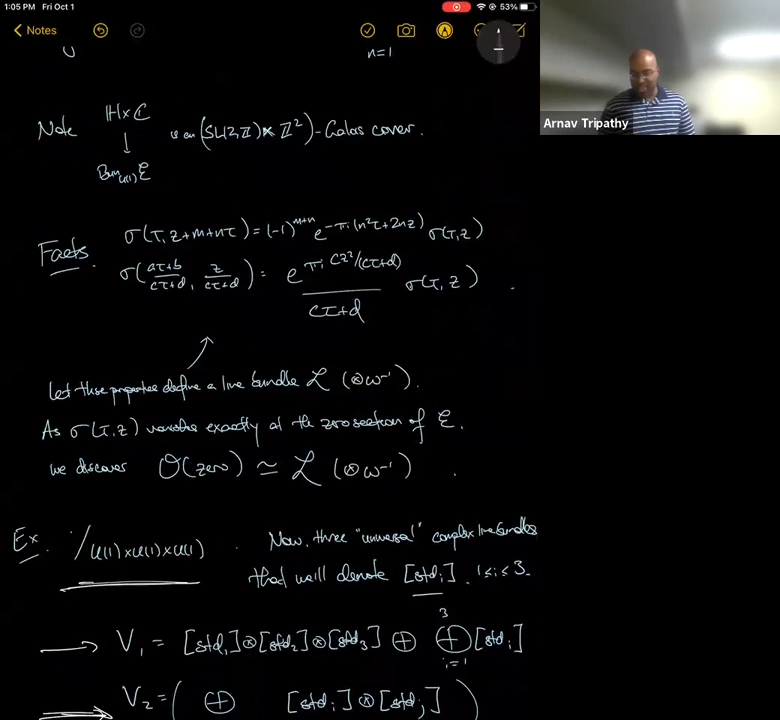 1:05 PM Fri Oct 1
53%
Notes
n=1
Note ℍ×ℂ
↓
Bun_{U(1)} ℰ
is an (SL(2,ℤ)⋉ℤ²)-Galois cover.
Facts. σ(τ, z+m+nτ) = (-1)^{m+n} e^{-πi(n²τ+2nz)} σ(τ,z)
σ((aτ+b)/(cτ+d), z/(cτ+d)) = e^{πi cz²/(cτ+d)}/(cτ+d) σ(τ,z).
Let these properties define a line bundle ℒ (⊗ω⁻¹).
As σ(τ,z) vanishes exactly at the zero section of ℰ,
we discover 𝒪(zero) ≃ ℒ (⊗ω⁻¹).
Ex. •/U(1)×U(1)×U(1). Now, three "universal" complex line bundles
that we'll denote [std_i], 1≤i≤3.
→ V₁ = [std₁]⊗[std₂]⊗[std₃] ⊕ ⊕_{i=1}^{3} [std_i]
→ V₂ = ( ⊕ [std_i]⊗[std_j] )
Arnav Tripathy